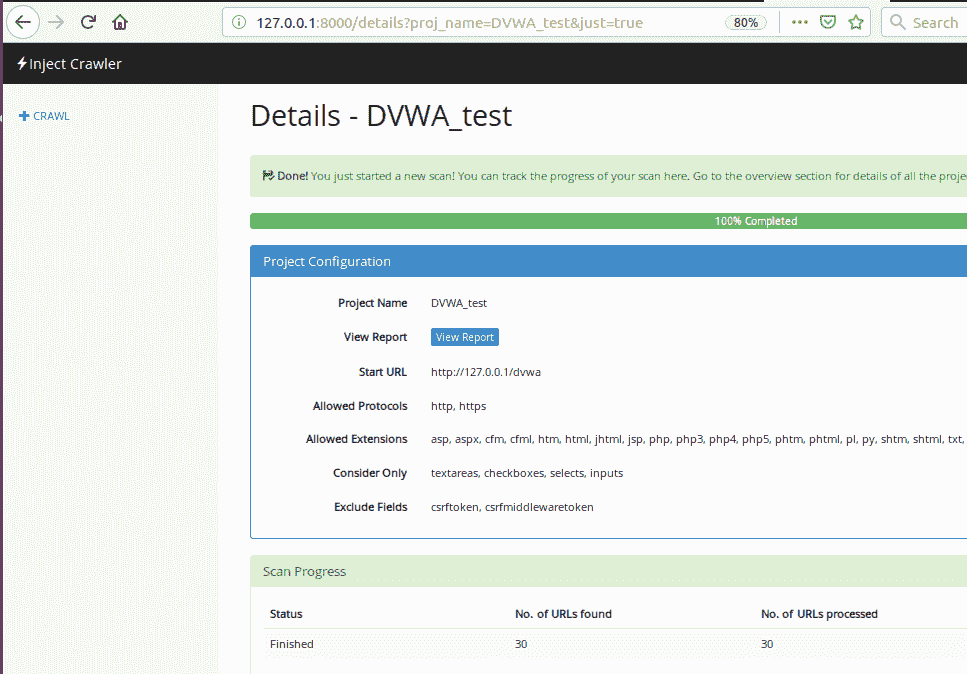 127.0.0.1:8000/details?proj_name=DVWA_test&just=true 80% Search
Inject Crawler
CRAWL
Details - DVWA_test
Done! You just started a new scan! You can track the progress of your scan here. Go to the overview section for details of all the proje
100% Completed
Project Configuration
Project Name DVWA_test
View Report View Report
Start URL http://127.0.0.1/dvwa
Allowed Protocols http, https
Allowed Extensions asp, aspx, cfm, cfml, htm, html, jhtml, jsp, php, php3, php4, php5, phtm, phtml, pl, py, shtm, shtml, txt,
Consider Only textareas, checkboxes, selects, inputs
Exclude Fields csrftoken, csrfmiddlewaretoken
Scan Progress
Status No. of URLs found No. of URLs processed
Finished 30 30